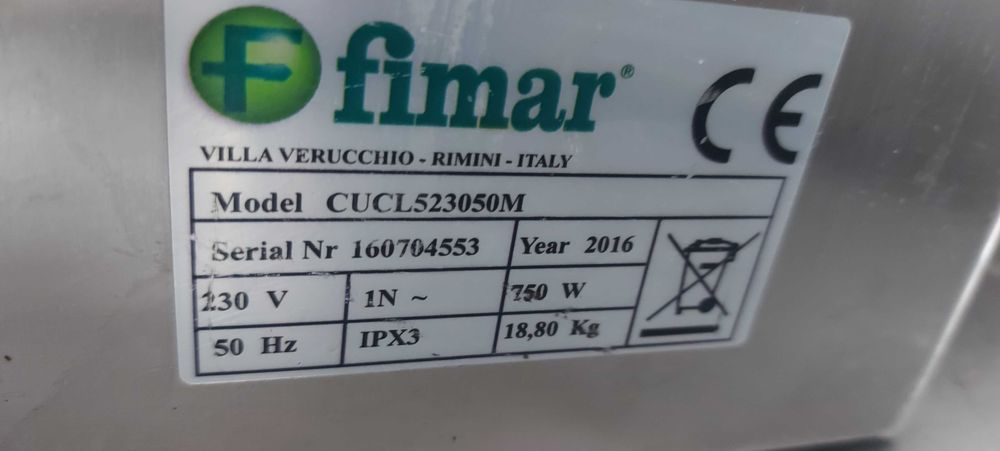 F fimar® CE
VILLA VERUCCHIO - RIMINI - ITALY
Model CUCL523050M
Serial Nr 160704553 Year 2016
230 V 1N ~ 750 W
50 Hz IPX3 18,80 Kg